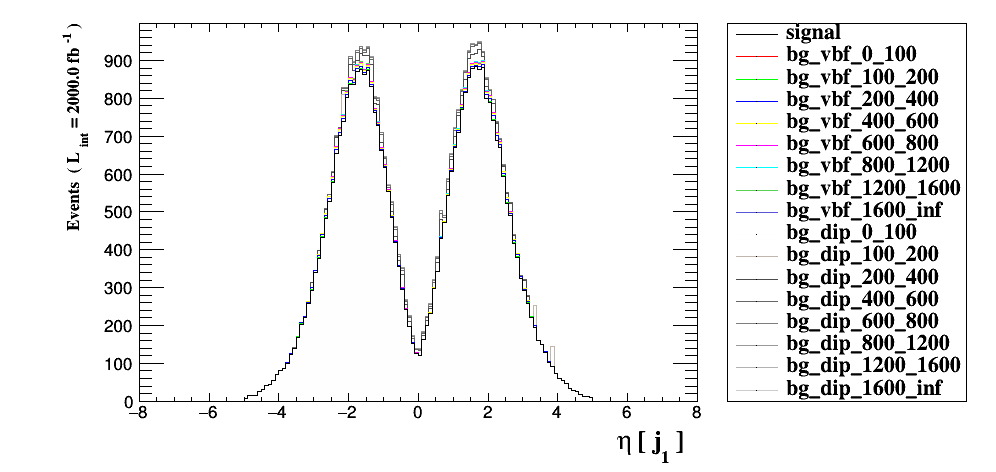 Events ( L int = 2000.0 fb -1 )
900
800
700
600
500
400
300
200
100
0
−8 −6 −4 −2 0 2 4 6 8
η [ j1 ]
signal
bg_vbf_0_100
bg_vbf_100_200
bg_vbf_200_400
bg_vbf_400_600
bg_vbf_600_800
bg_vbf_800_1200
bg_vbf_1200_1600
bg_vbf_1600_inf
bg_dip_0_100
bg_dip_100_200
bg_dip_200_400
bg_dip_400_600
bg_dip_600_800
bg_dip_800_1200
bg_dip_1200_1600
bg_dip_1600_inf